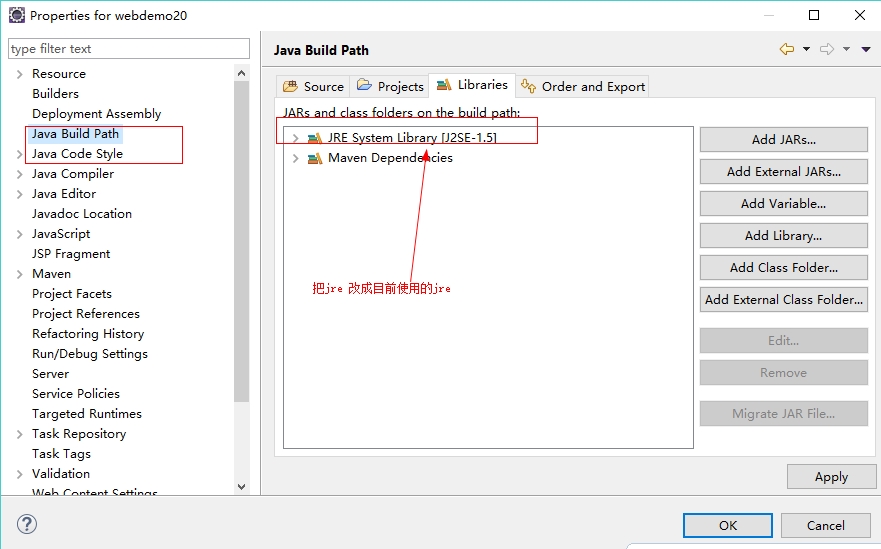 Properties for webdemo20
type filter text
Resource
Builders
Deployment Assembly
Java Build Path
Java Code Style
Java Compiler
Java Editor
Javadoc Location
JavaScript
JSP Fragment
Maven
Project Facets
Project References
Refactoring History
Run/Debug Settings
Server
Service Policies
Targeted Runtimes
Task Repository
Task Tags
Validation
Web Content Settings
Java Build Path
Source
Projects
Libraries
Order and Export
JARs and class folders on the build path:
JRE System Library [J2SE-1.5]
Maven Dependencies
把jre 改成目前使用的jre
Add JARs...
Add External JARs...
Add Variable...
Add Library...
Add Class Folder...
Add External Class Folder...
Edit...
Remove
Migrate JAR File...
Apply
OK
Cancel